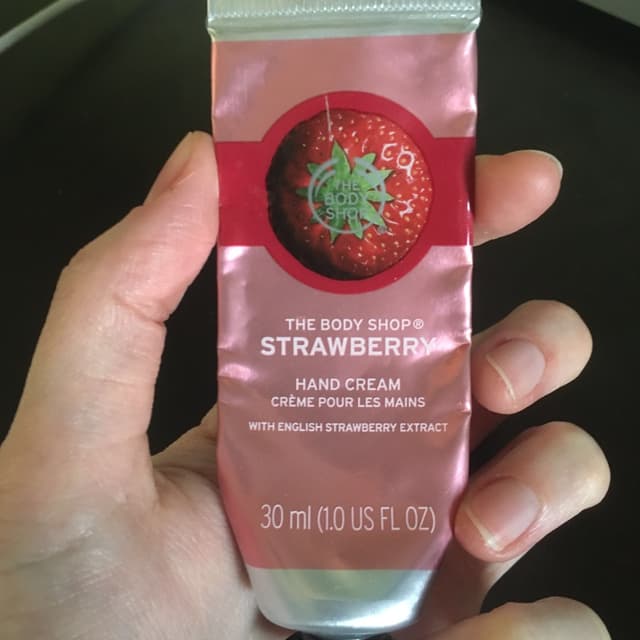 THE
BODY
SHOP
THE BODY SHOP®
STRAWBERRY
HAND CREAM
CRÈME POUR LES MAINS
WITH ENGLISH STRAWBERRY EXTRACT
30 ml (1.0 US FL OZ)